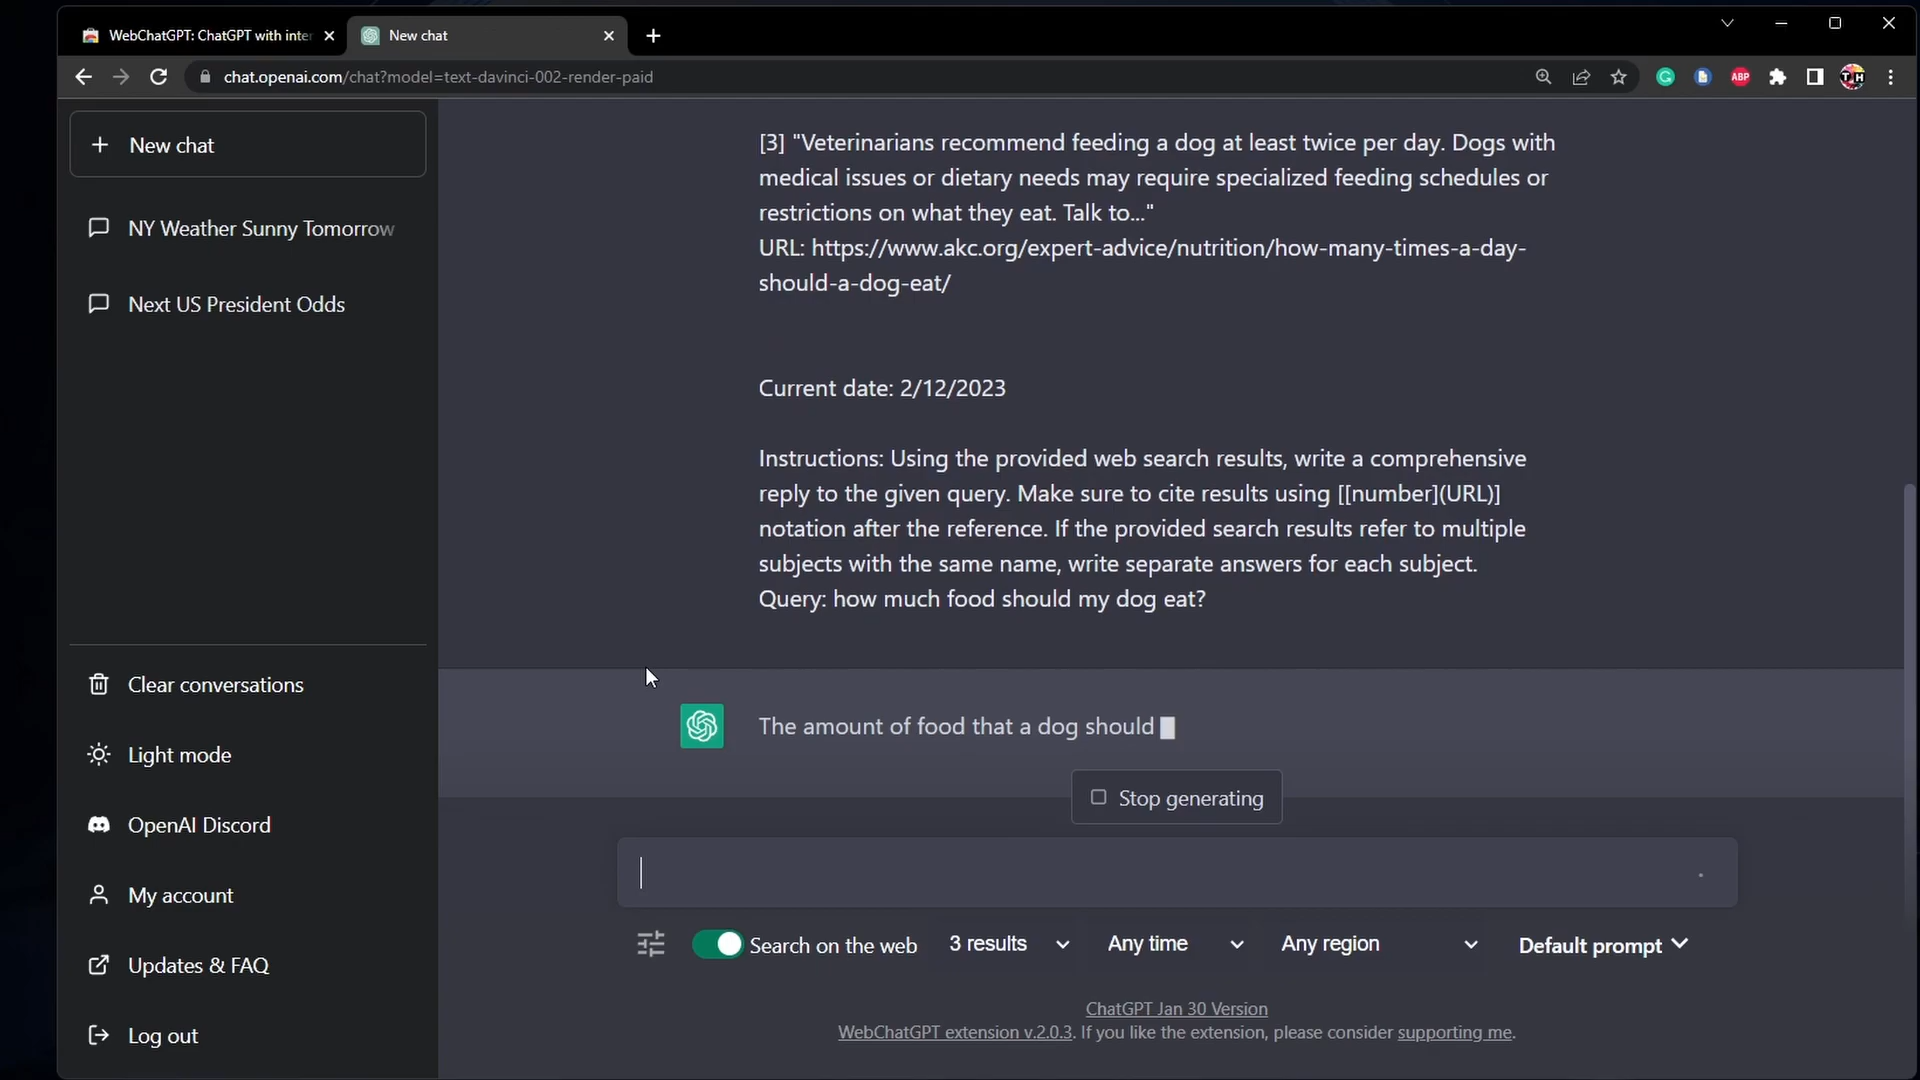 WebChatGPT: ChatGPT with inter
New chat
chat.openai.com/chat?model=text-davinci-002-render-paid
ABP
New chat
NY Weather Sunny Tomorrow
Next US President Odds
Clear conversations
Light mode
OpenAI Discord
My account
Updates & FAQ
Log out
[3] "Veterinarians recommend feeding a dog at least twice per day. Dogs with
medical issues or dietary needs may require specialized feeding schedules or
restrictions on what they eat. Talk to..."
URL: https://www.akc.org/expert-advice/nutrition/how-many-times-a-day-
should-a-dog-eat/
Current date: 2/12/2023
Instructions: Using the provided web search results, write a comprehensive
reply to the given query. Make sure to cite results using [[number](URL)]
notation after the reference. If the provided search results refer to multiple
subjects with the same name, write separate answers for each subject.
Query: how much food should my dog eat?
The amount of food that a dog should
Stop generating
Search on the web 3 results Any time Any region Default prompt
ChatGPT Jan 30 Version
WebChatGPT extension v.2.0.3. If you like the extension, please consider supporting me.